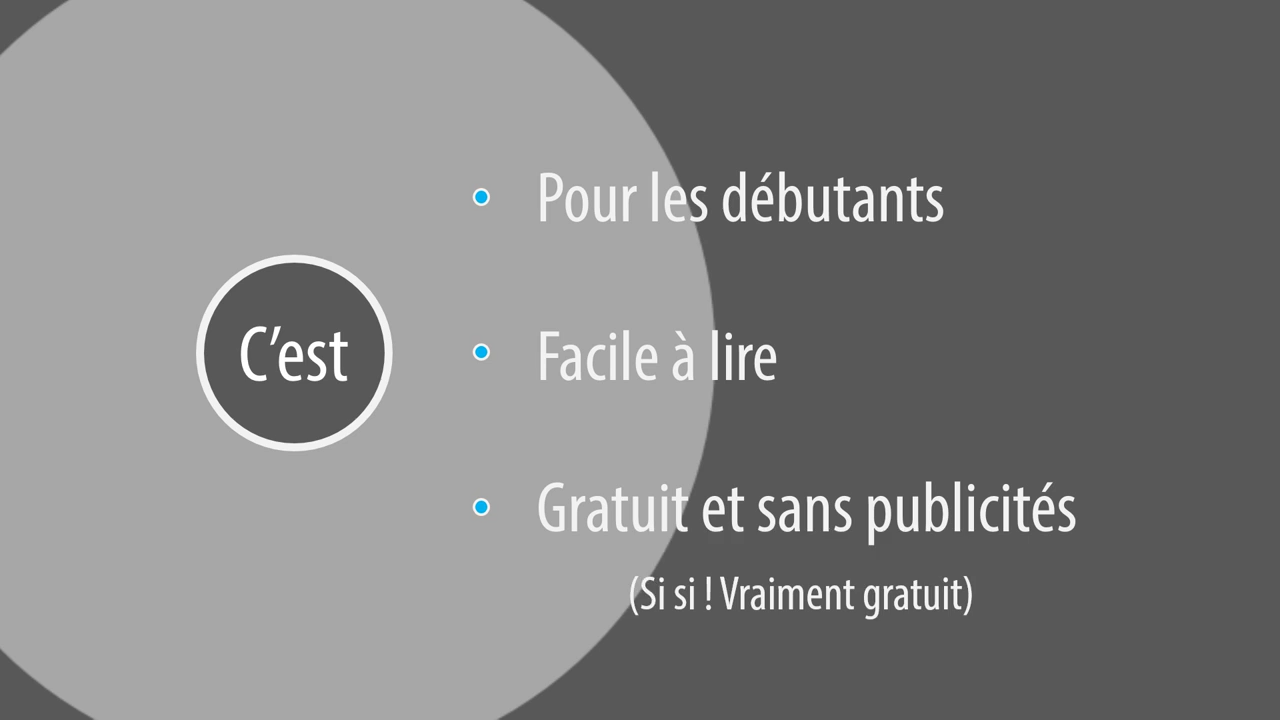 C’est
Pour les débutants
Facile à lire
Gratuit et sans publicités
(Si si ! Vraiment gratuit)